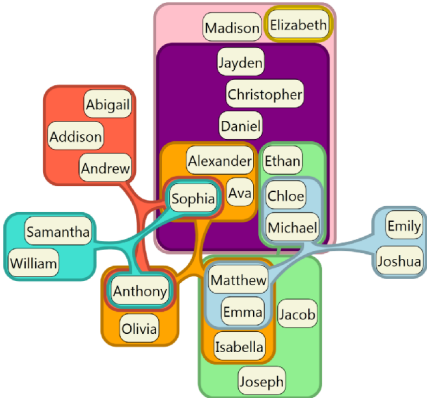 Madison
Elizabeth
Jayden
Christopher
Abigail
Addison
Andrew
Daniel
Alexander
Ethan
Sophia
Ava
Chloe
Michael
Samantha
William
Emily
Joshua
Anthony
Olivia
Matthew
Emma
Jacob
Isabella
Joseph